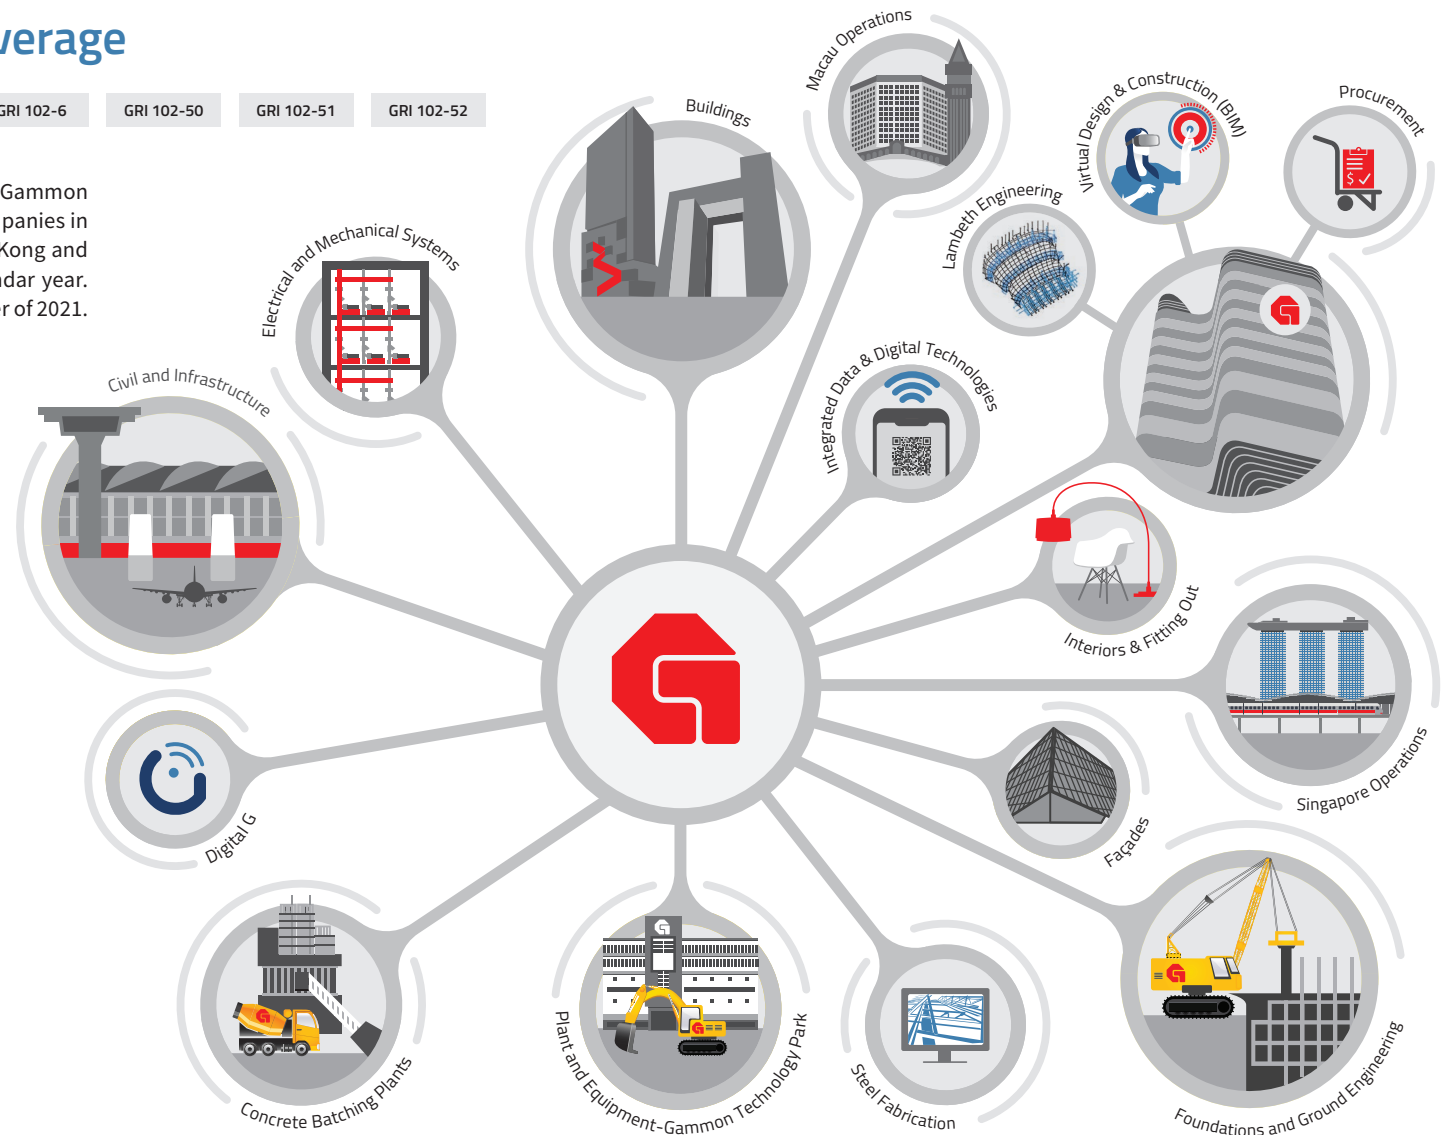 verage
GRI 102-6
GRI 102-50
GRI 102-51
GRI 102-52
Gammon
panies in
Kong and
ndar year.
er of 2021.
Macau Operations
Buildings
Virtual Design & Construction (BIM)
Procurement
Lambeth Engineering
Electrical and Mechanical Systems
Integrated Data & Digital Technologies
Civil and Infrastructure
Interiors & Fitting Out
Singapore Operations
Digital G
Façades
Concrete Batching Plants
Plant and Equipment-Gammon Technology Park
Steel Fabrication
Foundations and Ground Engineering